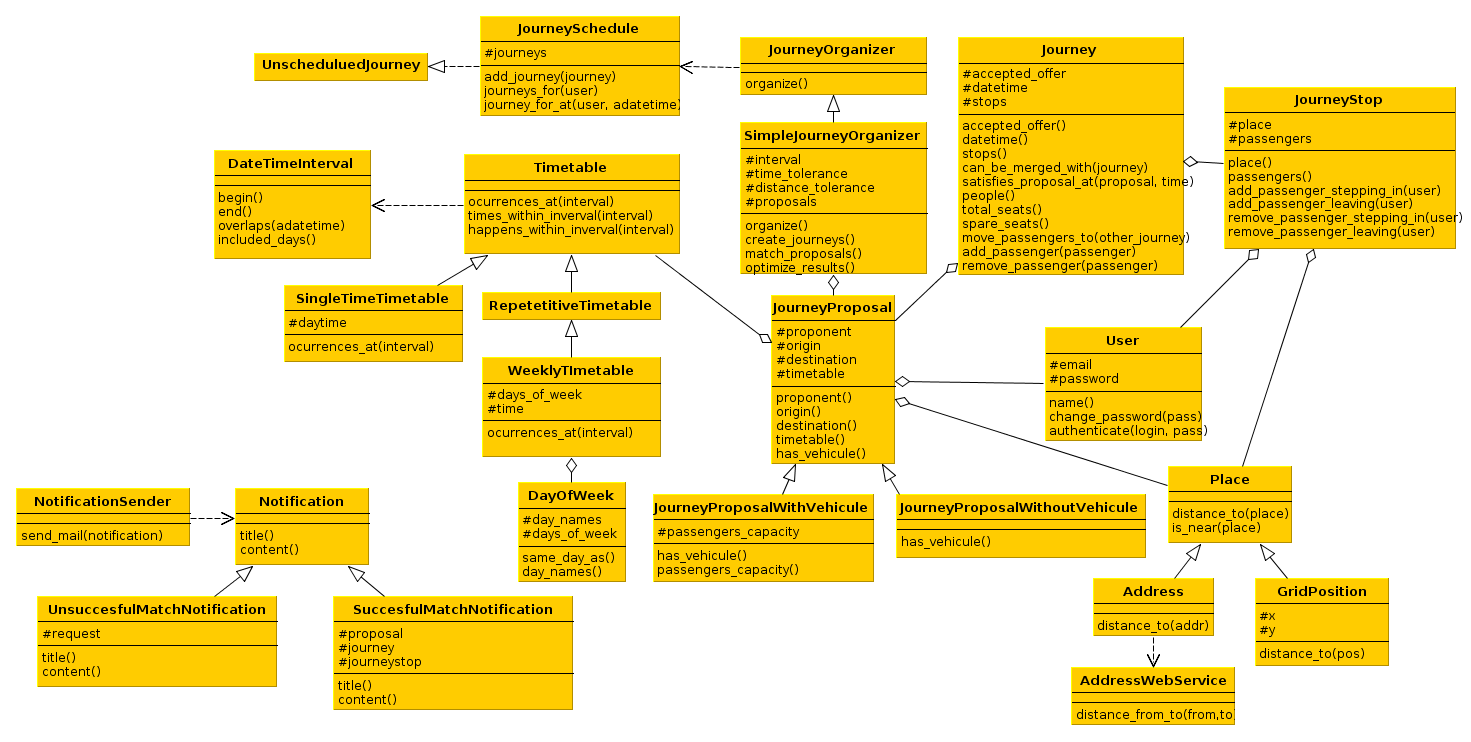 JourneySchedule
#journeys
add_journey(journey)
journeys_for(user)
journey_for_at(user, adatetime)
UnscheduluedJourney
JourneyOrganizer
organize()
Journey
#accepted_offer
#datetime
#stops
accepted_offer()
datetime()
stops()
can_be_merged_with(journey)
satisfies_proposal_at(proposal, time)
people()
total_seats()
spare_seats()
move_passengers_to(other_journey)
add_passenger(passenger)
remove_passenger(passenger)
JourneyStop
#place
#passengers
place()
passengers()
add_passenger_stepping_in(user)
add_passenger_leaving(user)
remove_passenger_stepping_in(user)
remove_passenger_leaving(user)
DateTimeInterval
begin()
end()
overlaps(adatetime)
included_days()
Timetable
ocurrences_at(interval)
times_within_inverval(interval)
happens_within_inverval(interval)
SimpleJourneyOrganizer
#interval
#time_tolerance
#distance_tolerance
#proposals
organize()
create_journeys()
match_proposals()
optimize_results()
SingleTimeTimetable
#daytime
ocurrences_at(interval)
RepetetitiveTimetable
JourneyProposal
#proponent
#origin
#destination
#timetable
proponent()
origin()
destination()
timetable()
has_vehicule()
User
#email
#password
name()
change_password(pass)
authenticate(login, pass)
WeeklyTImetable
#days_of_week
#time
ocurrences_at(interval)
DayOfWeek
#day_names
#days_of_week
same_day_as()
day_names()
JourneyProposalWithVehicule
#passengers_capacity
has_vehicule()
passengers_capacity()
JourneyProposalWithoutVehicule
has_vehicule()
Place
distance_to(place)
is_near(place)
NotificationSender
send_mail(notification)
Notification
title()
content()
UnsuccesfulMatchNotification
#request
title()
content()
SuccesfulMatchNotification
#proposal
#journey
#journeystop
title()
content()
Address
distance_to(addr)
GridPosition
#x
#y
distance_to(pos)
AddressWebService
distance_from_to(from,to)